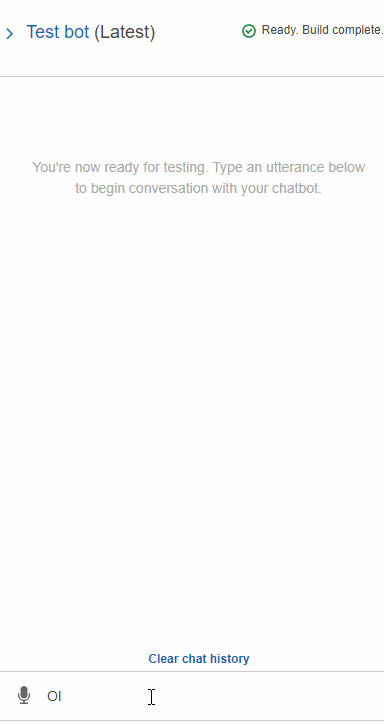 Test bot (Latest)
Ready. Build complete.
You're now ready for testing. Type an utterance below
to begin conversation with your chatbot.
Clear chat history
OI